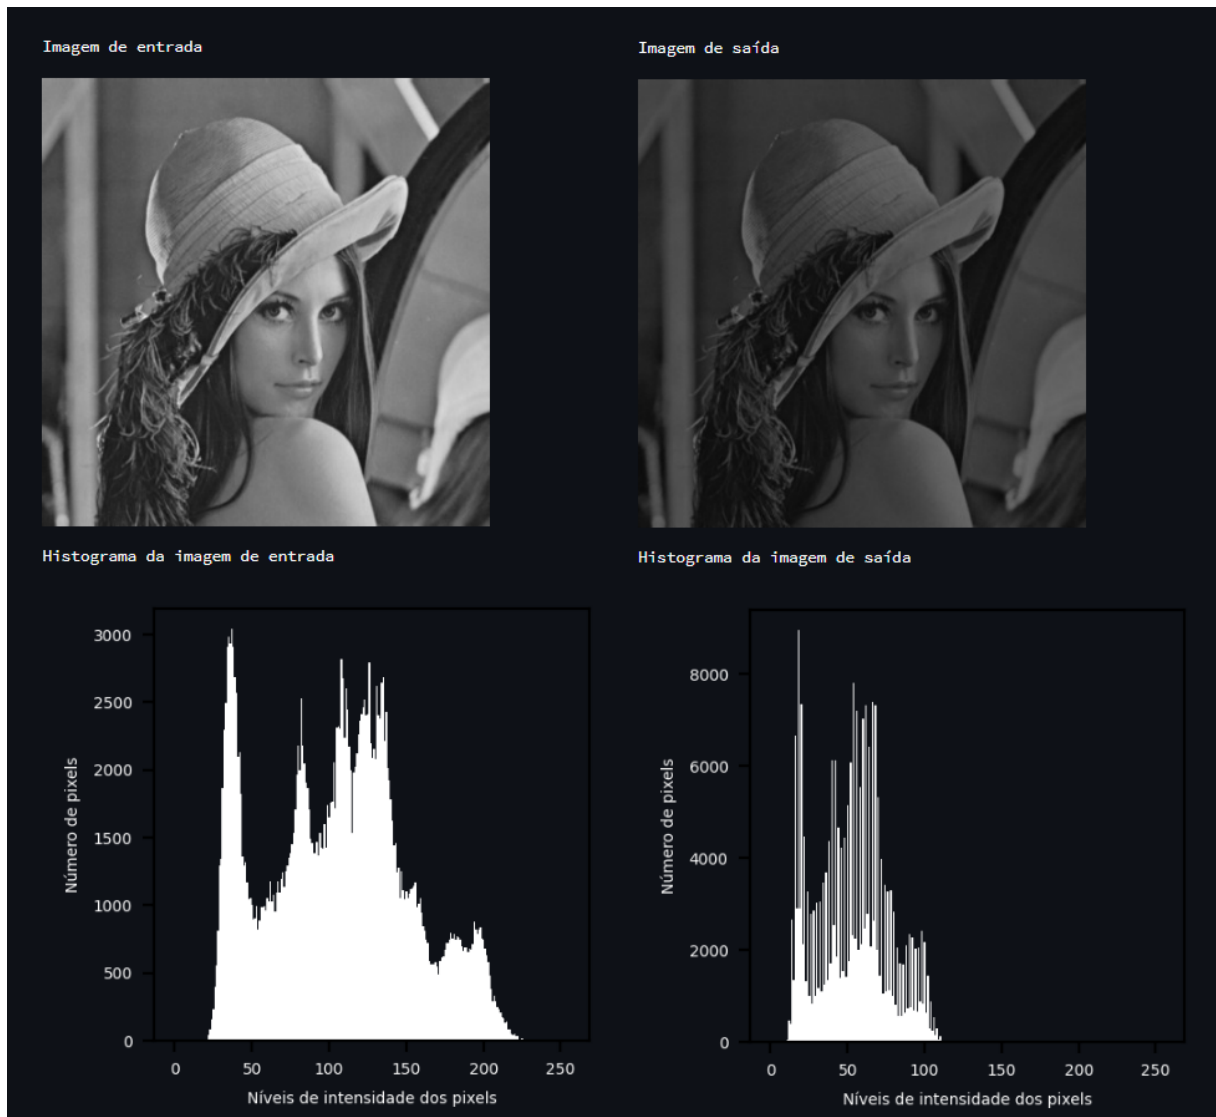 Imagem de entrada
Imagem de saída
Histograma da imagem de entrada
Histograma da imagem de saída
3000
2500
2000
1500
1000
500
0
Número de pixels
0 50 100 150 200 250
Níveis de intensidade dos pixels
8000
6000
4000
2000
0
Número de pixels
0 50 100 150 200 250
Níveis de intensidade dos pixels